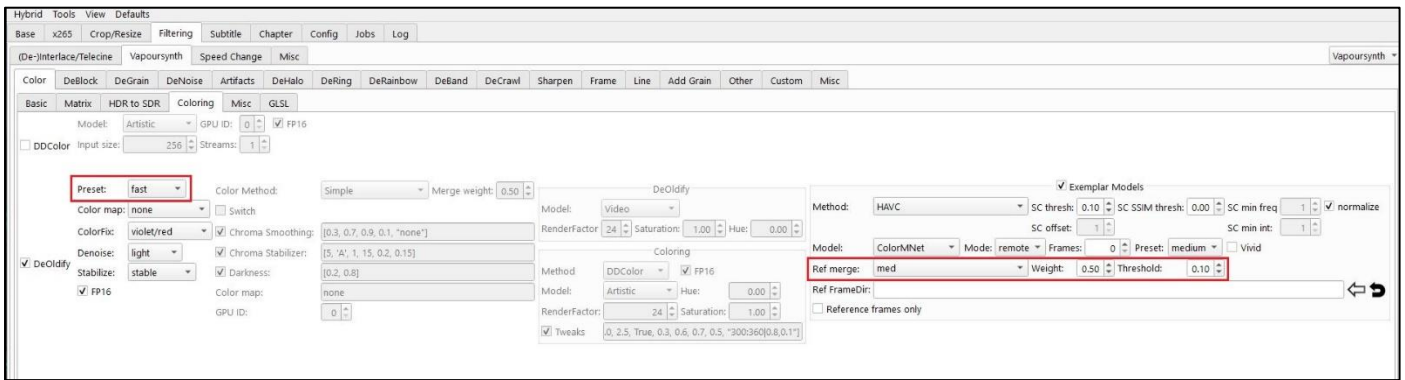 Hybrid Tools View Defaults
Base x265 Crop/Resize Filtering Subtitle Chapter Config Jobs Log
(De-)Interlace/Telecine Vapoursynth Speed Change Misc Vapoursynth
Color DeBlock DeGrain DeNoise Artifacts DeHalo DeRing DeRainbow DeBand DeCrawl Sharpen Frame Line Add Grain Other Custom Misc
Basic Matrix HDR to SDR Coloring Misc GLSL
Model: Artistic GPU ID: 0 FP16
DDColor Input size: 256 Streams: 1
Preset: fast Color Method: Simple Merge weight: 0.50 DeOldify Exemplar Models
Color map: none Switch Model: Video Method: HAVC SC thresh: 0.10 SC SSIM thresh: 0.00 SC min freq 1 normalize
ColorFix: violet/red Chroma Smoothing: [0.3, 0.7, 0.9, 0.1, "none"] RenderFactor 24 Saturation: 1.00 Hue: 0.00 SC offset: 1 SC min int: 1
Denoise: light Chroma Stabilizer: [5, 'A', 1, 15, 0.2, 0.15] Coloring Model: ColorMNet Mode: remote Frames: 0 Preset: medium Vivid
DeOldify Stabilize: stable Darkness: [0.2, 0.8] Method DDColor FP16 Ref merge: med Weight: 0.50 Threshold: 0.10
FP16 Color map: none Model: Artistic Hue: 0.00 Ref FrameDir:
GPU ID: 0 RenderFactor: 24 Saturation: 1.00 Reference frames only
Tweaks .0, 2.5, True, 0.3, 0.6, 0.7, 0.5, "300:360|0.8,0.1"]